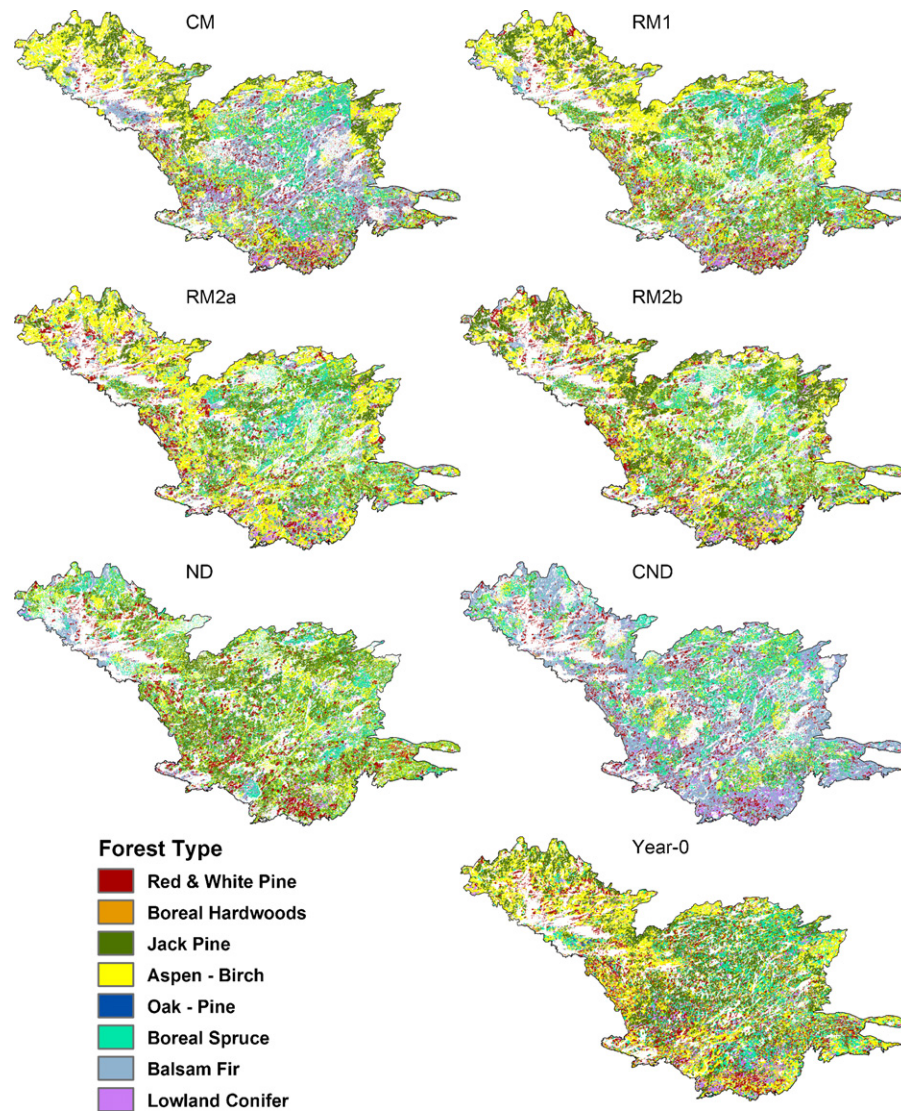 CM
RM1
RM2a
RM2b
ND
CND
Year-0
Forest Type
Red & White Pine
Boreal Hardwoods
Jack Pine
Aspen - Birch
Oak - Pine
Boreal Spruce
Balsam Fir
Lowland Conifer